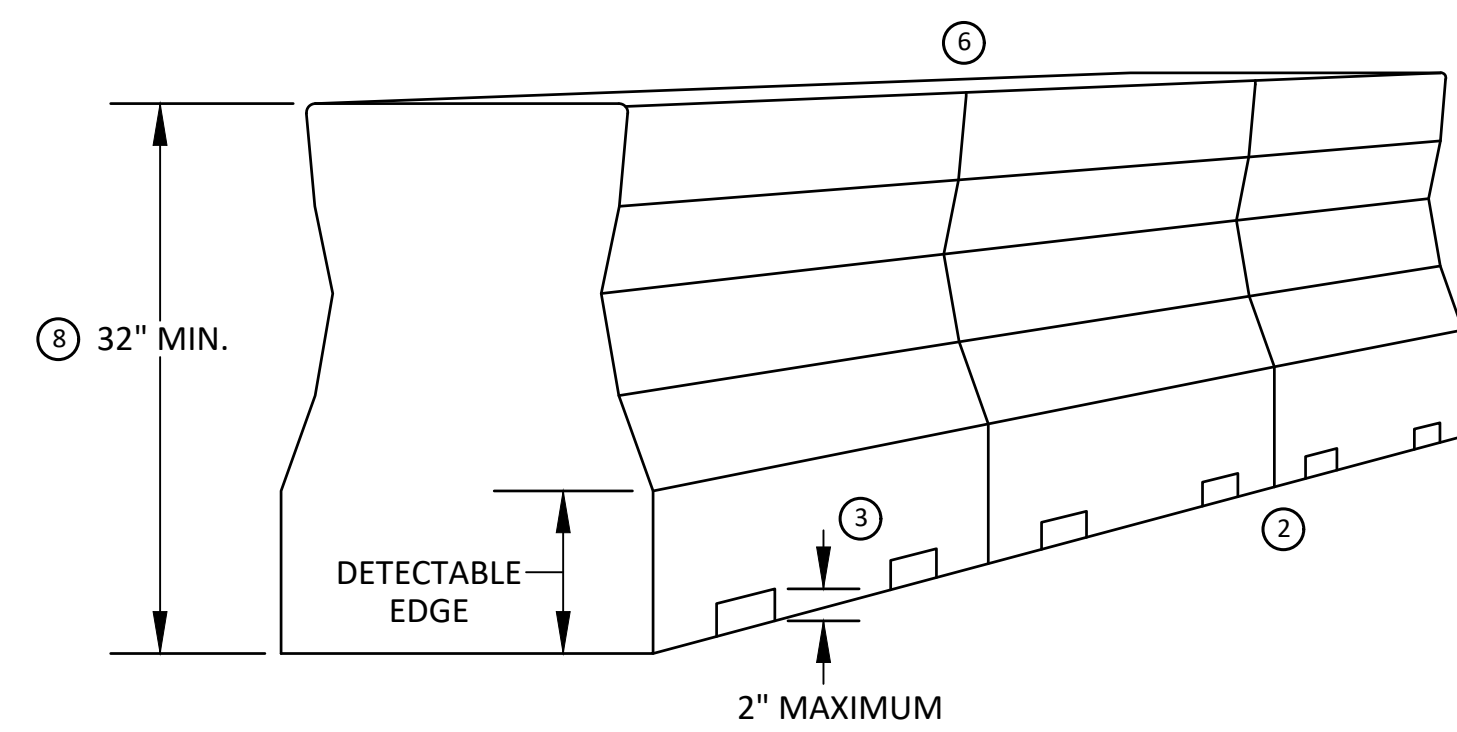 6
8 32" MIN.
3
2
DETECTABLE
EDGE
2" MAXIMUM